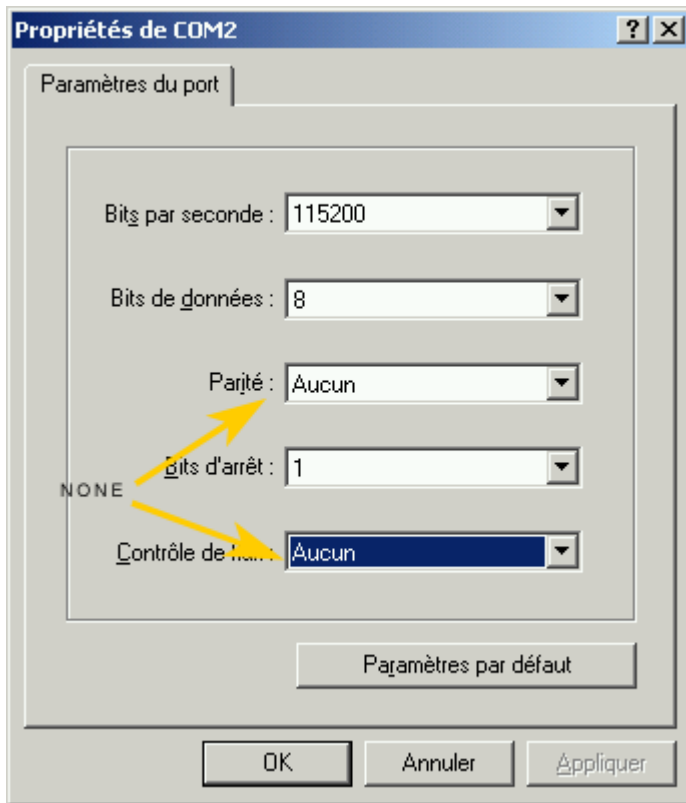 Propriétés de COM2
Paramètres du port
Bits par seconde : 115200
Bits de données : 8
Parité : Aucun
Bits d'arrêt : 1
NONE
Contrôle de : Aucun
Paramètres par défaut
OK Annuler Appliquer